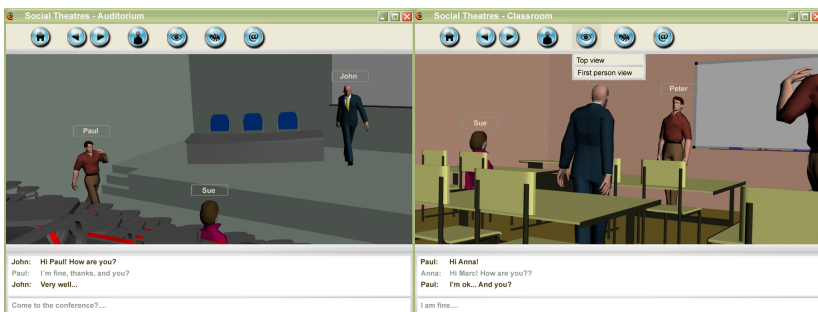 Social Theatres - Auditorium
@
John
Paul
Sue
John: Hi Paul! How are you?
Paul: I´m fine, thanks, and you?
John: Very well...
Come to the conference?....
Social Theatres - Classroom
@
Top view
First person view
Peter
Sue
Paul: Hi Anna!
Anna: Hi Marc! How are you??
Paul: I'm ok... And you?
I am fine....